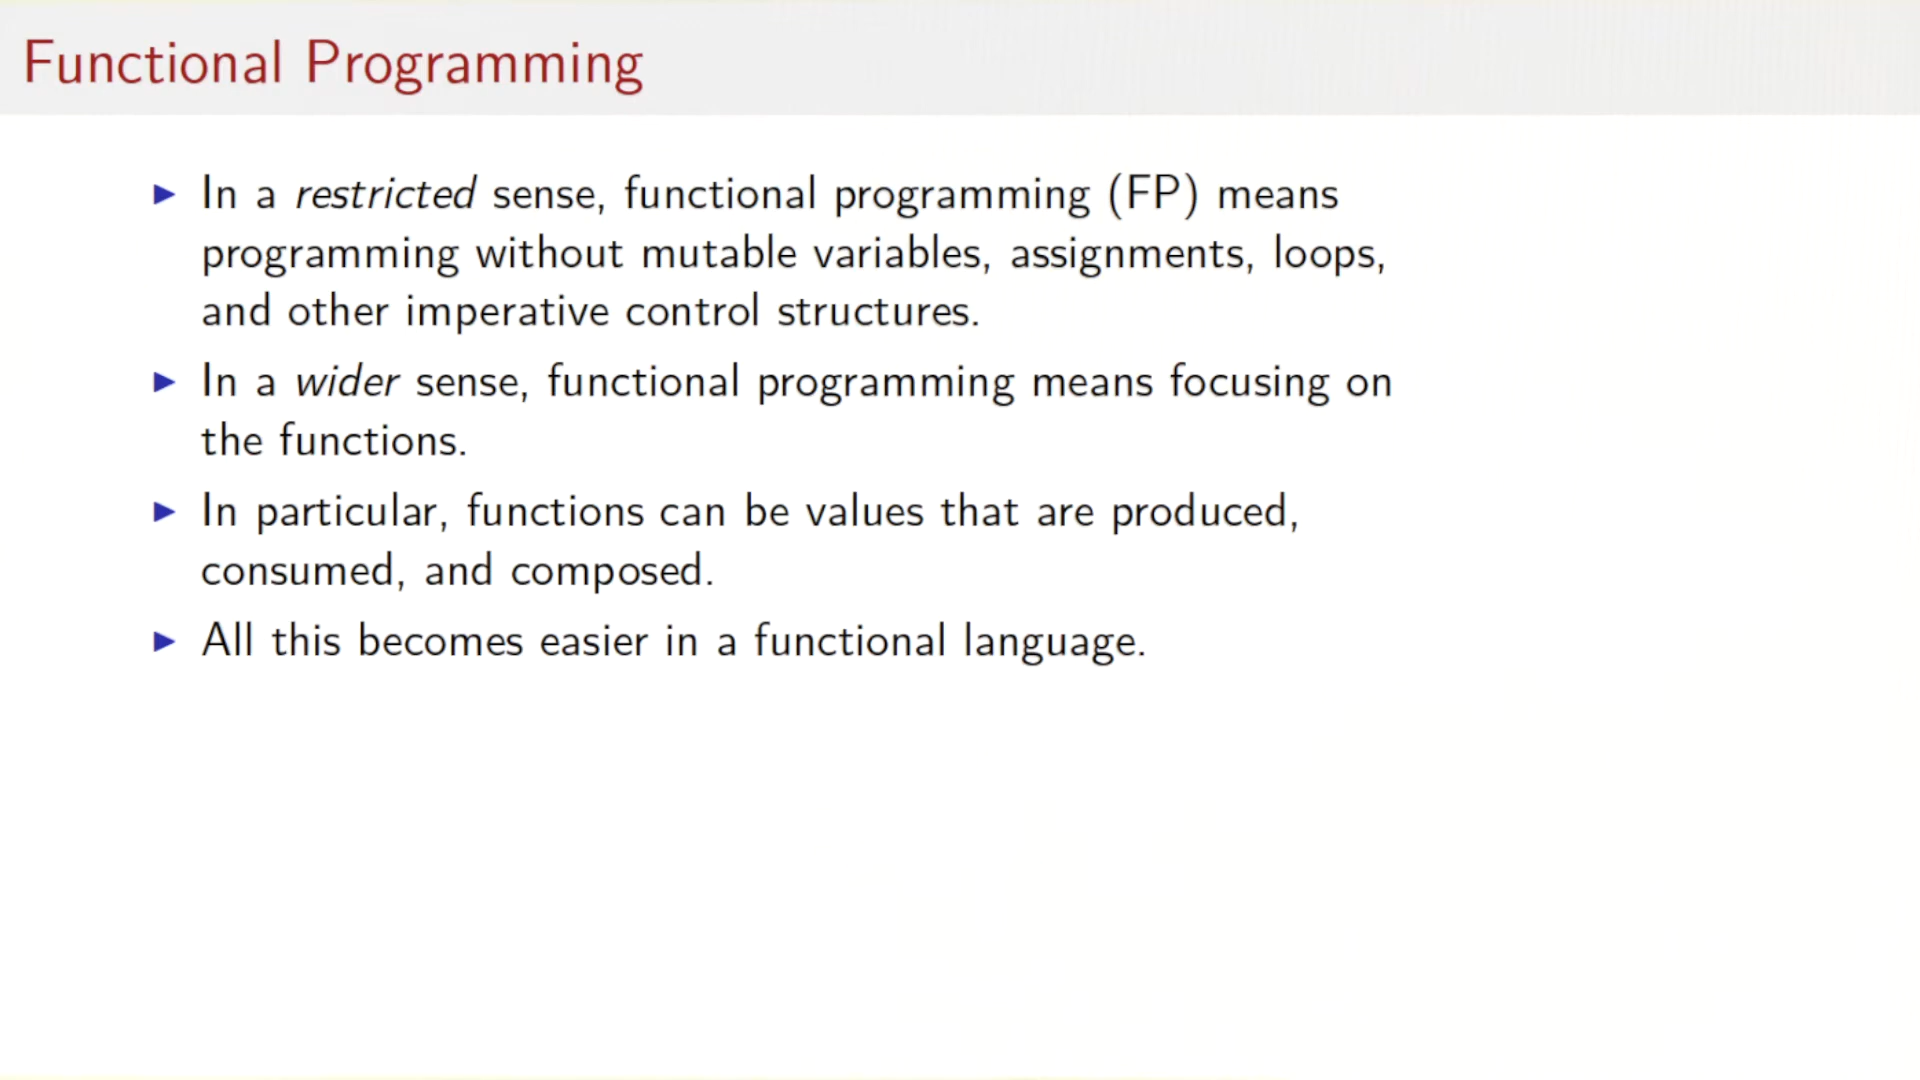 Functional Programming
▶ In a restricted sense, functional programming (FP) means
programming without mutable variables, assignments, loops,
and other imperative control structures.
▶ In a wider sense, functional programming means focusing on
the functions.
▶ In particular, functions can be values that are produced,
consumed, and composed.
▶ All this becomes easier in a functional language.